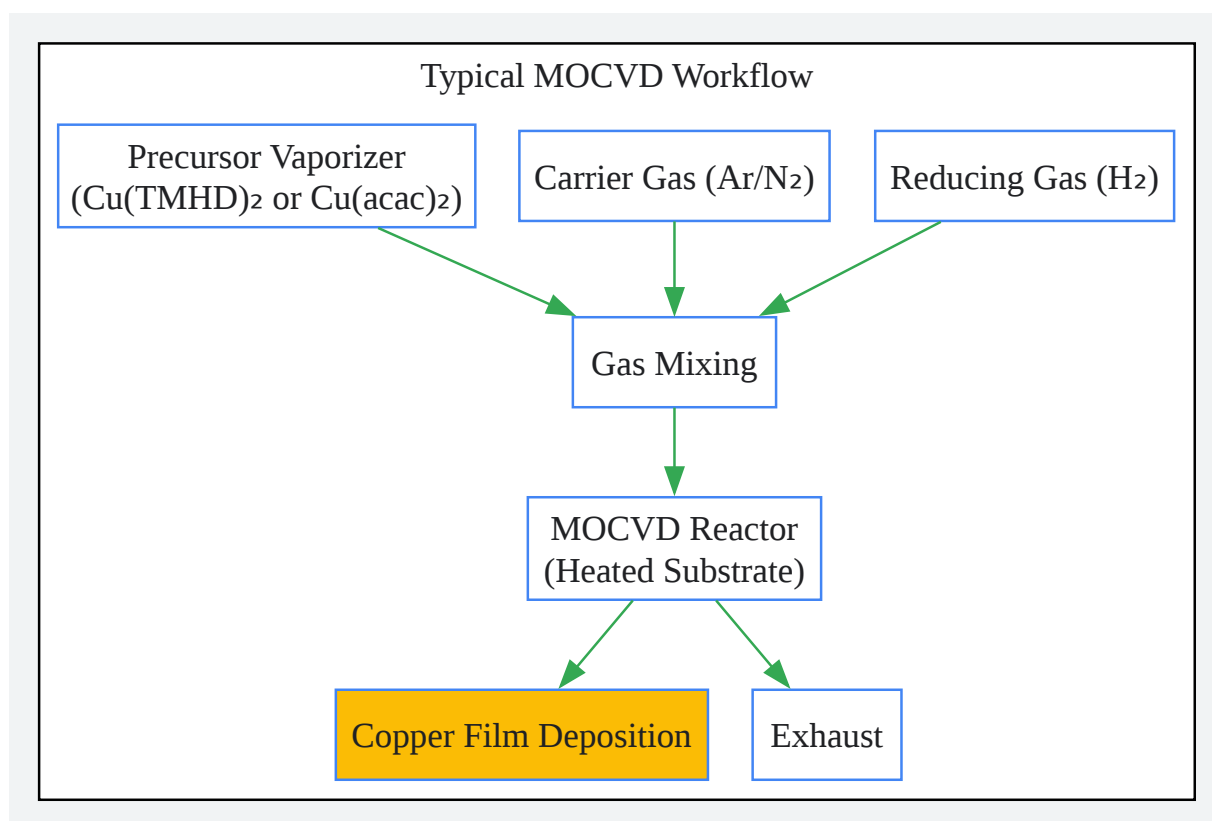 Typical MOCVD Workflow
Precursor Vaporizer
(Cu(TMHD)₂ or Cu(acac)₂)
Carrier Gas (Ar/N₂)
Reducing Gas (H₂)
Gas Mixing
MOCVD Reactor
(Heated Substrate)
Copper Film Deposition
Exhaust